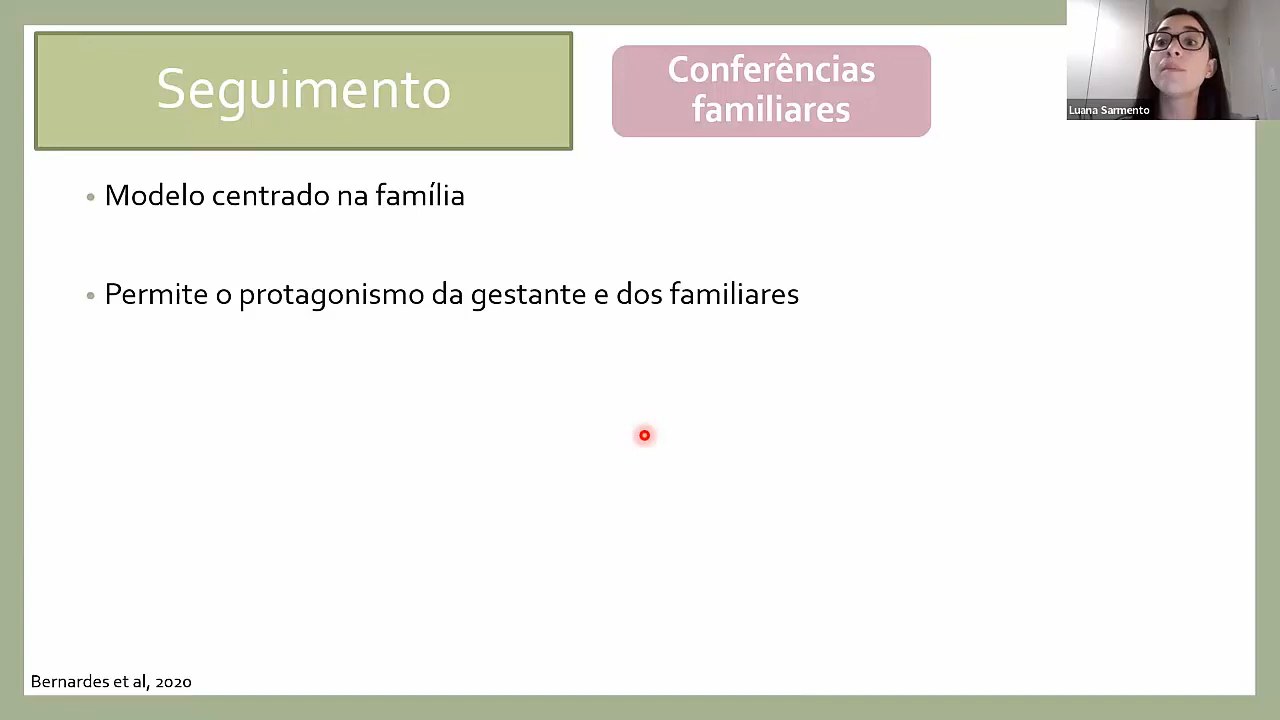 Seguimento
Conferências
familiares
Luana Sarmento
• Modelo centrado na família
• Permite o protagonismo da gestante e dos familiares
Bernardes et al, 2020